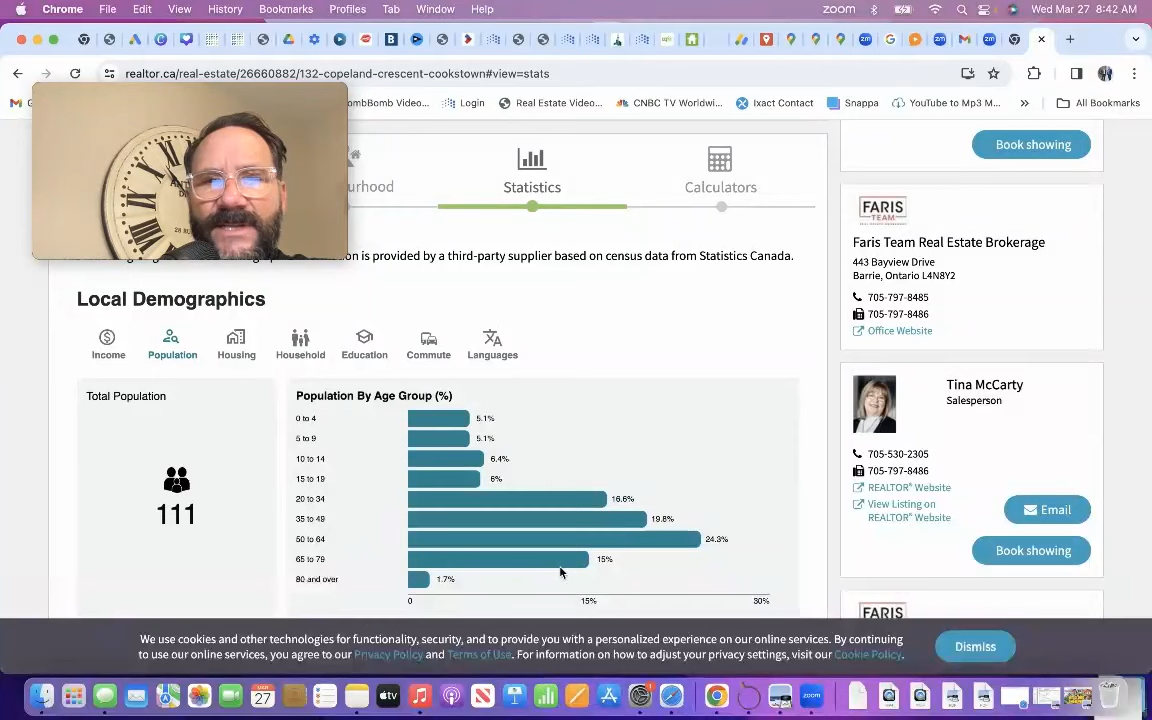 Chrome File Edit View History Bookmarks Profiles Tab Window Help
zoom Wed Mar 27 8:42 AM
realtor.ca/real-estate/26660882/132-copeland-crescent-cookstown#view=stats
ombBomb Video... Login Real Estate Video... CNBC TV Worldwi... Ixact Contact Snappa YouTube to Mp3 M... » All Bookmarks
urhood
Statistics
Calculators
is provided by a third-party supplier based on census data from Statistics Canada.
Local Demographics
Income Population Housing Household Education Commute Languages
Total Population
111
Population By Age Group (%)
0 to 4 5.1%
5 to 9 5.1%
10 to 14 6.4%
15 to 19 6%
20 to 34 16.6%
35 to 49 19.8%
50 to 64 24.3%
65 to 79 15%
80 and over 1.7%
0 15% 30%
Book showing
FARIS
TEAM
Faris Team Real Estate Brokerage
443 Bayview Drive
Barrie, Ontario L4N8Y2
705-797-8485
705-797-8486
Office Website
Tina McCarty
Salesperson
705-530-2305
705-797-8486
REALTOR® Website
View Listing on
REALTOR® Website
Email
Book showing
FARIS
We use cookies and other technologies for functionality, security, and to provide you with a personalized experience on our online services. By continuing
to use our online services, you agree to our Privacy Policy and Terms of Use. For information on how to adjust your privacy settings, visit our Cookie Policy.
Dismiss
27
tv
zoom